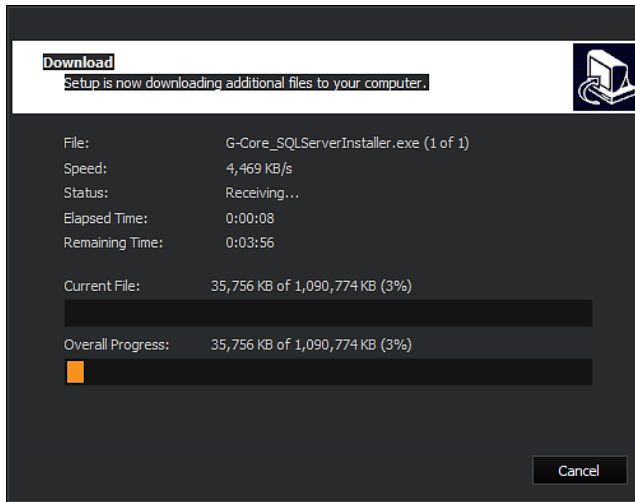 Download
Setup is now downloading additional files to your computer.
File: G-Core_SQLServerInstaller.exe (1 of 1)
Speed: 4,469 KB/s
Status: Receiving...
Elapsed Time: 0:00:08
Remaining Time: 0:03:56
Current File: 35,756 KB of 1,090,774 KB (3%)
Overall Progress: 35,756 KB of 1,090,774 KB (3%)
Cancel